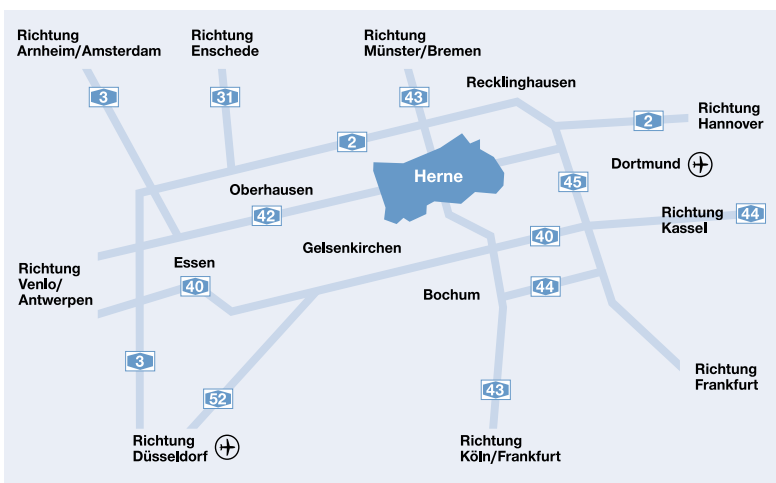 Richtung
Arnheim/Amsterdam
Richtung
Enschede
Richtung
Münster/Bremen
Recklinghausen
3
31
43
Richtung
Hannover
2
2
Dortmund
Herne
45
Oberhausen
42
Richtung
Kassel
44
40
Gelsenkirchen
Richtung
Venlo/
Antwerpen
Essen
40
Bochum
44
3
Richtung
Frankfurt
52
43
Richtung
Düsseldorf
Richtung
Köln/Frankfurt